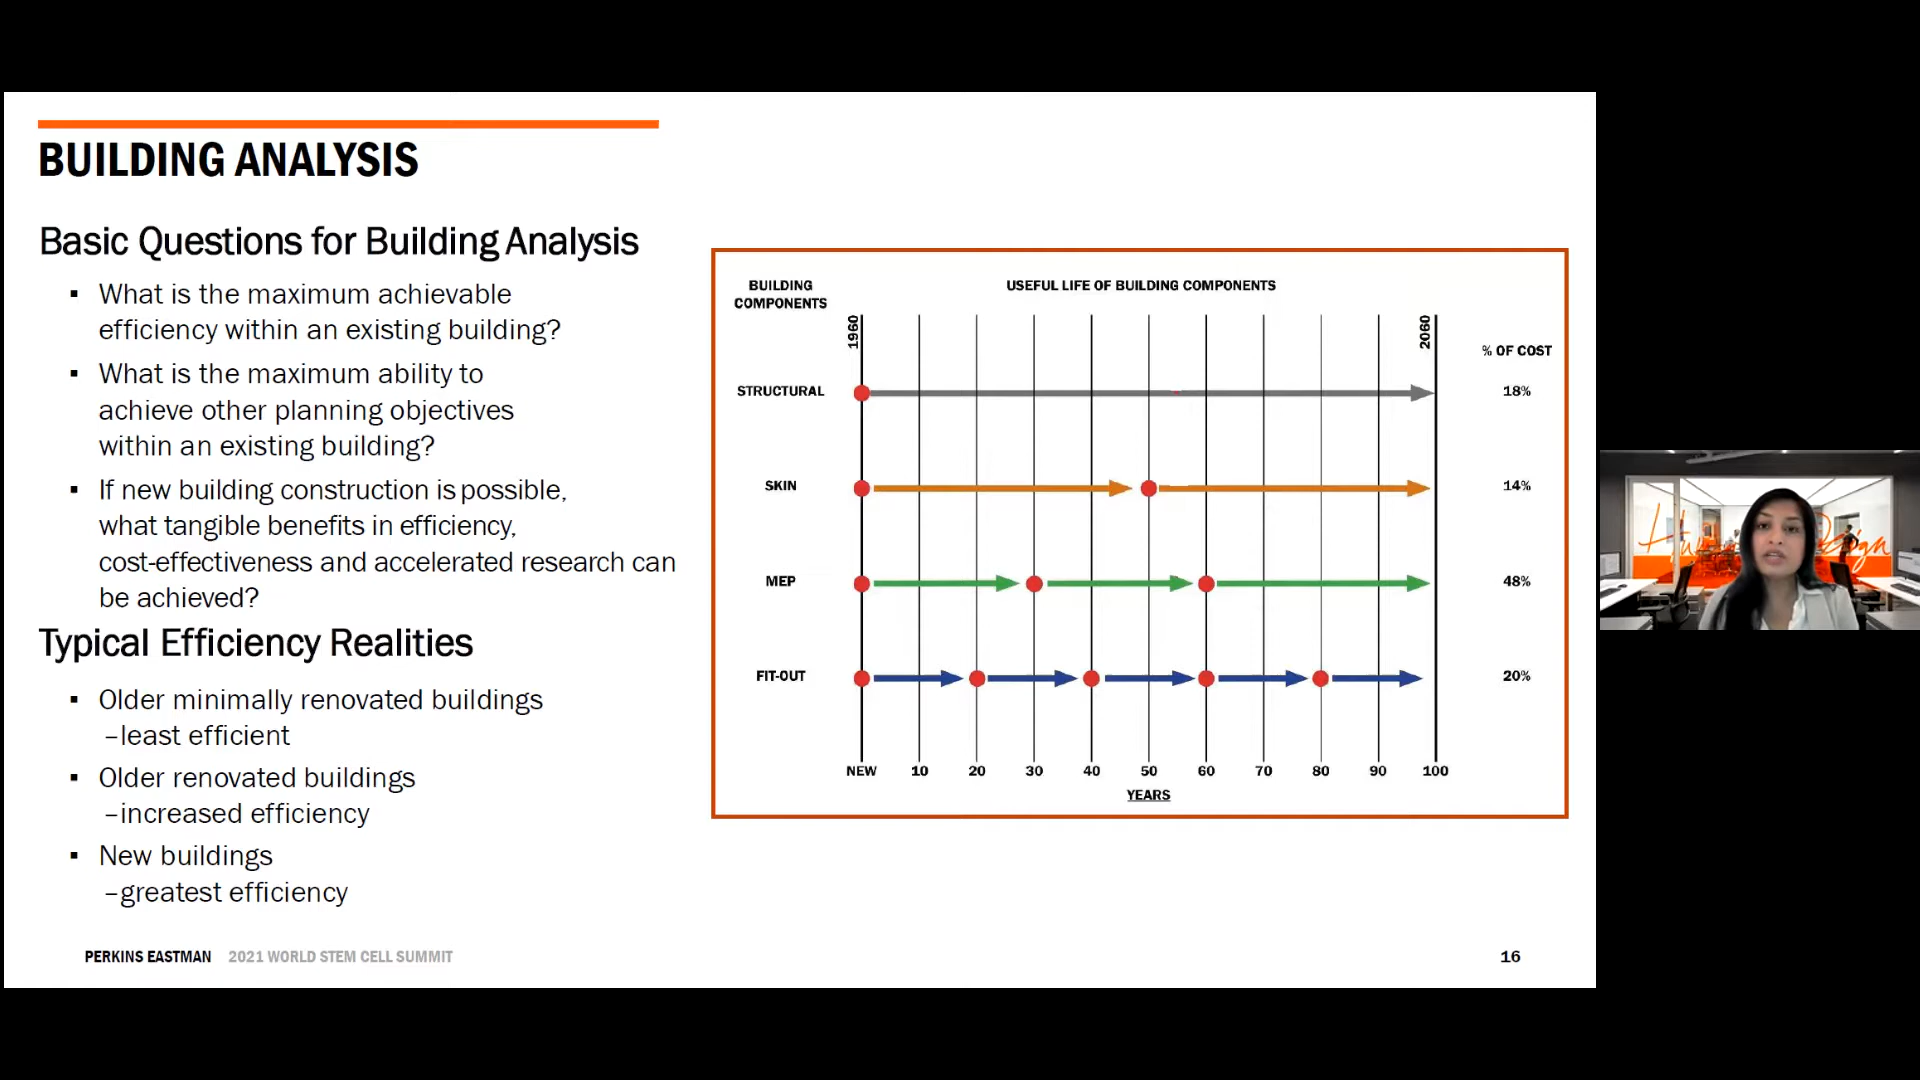 BUILDING ANALYSIS
Basic Questions for Building Analysis
▪ What is the maximum achievable
efficiency within an existing building?
▪ What is the maximum ability to
achieve other planning objectives
within an existing building?
▪ If new building construction is possible,
what tangible benefits in efficiency,
cost-effectiveness and accelerated research can
be achieved?
Typical Efficiency Realities
▪ Older minimally renovated buildings
–least efficient
▪ Older renovated buildings
–increased efficiency
▪ New buildings
–greatest efficiency
BUILDING
COMPONENTS
USEFUL LIFE OF BUILDING COMPONENTS
1960
2060
% OF COST
STRUCTURAL
18%
SKIN
14%
MEP
48%
FIT-OUT
20%
NEW 10 20 30 40 50 60 70 80 90 100
YEARS
PERKINS EASTMAN 2021 WORLD STEM CELL SUMMIT
16